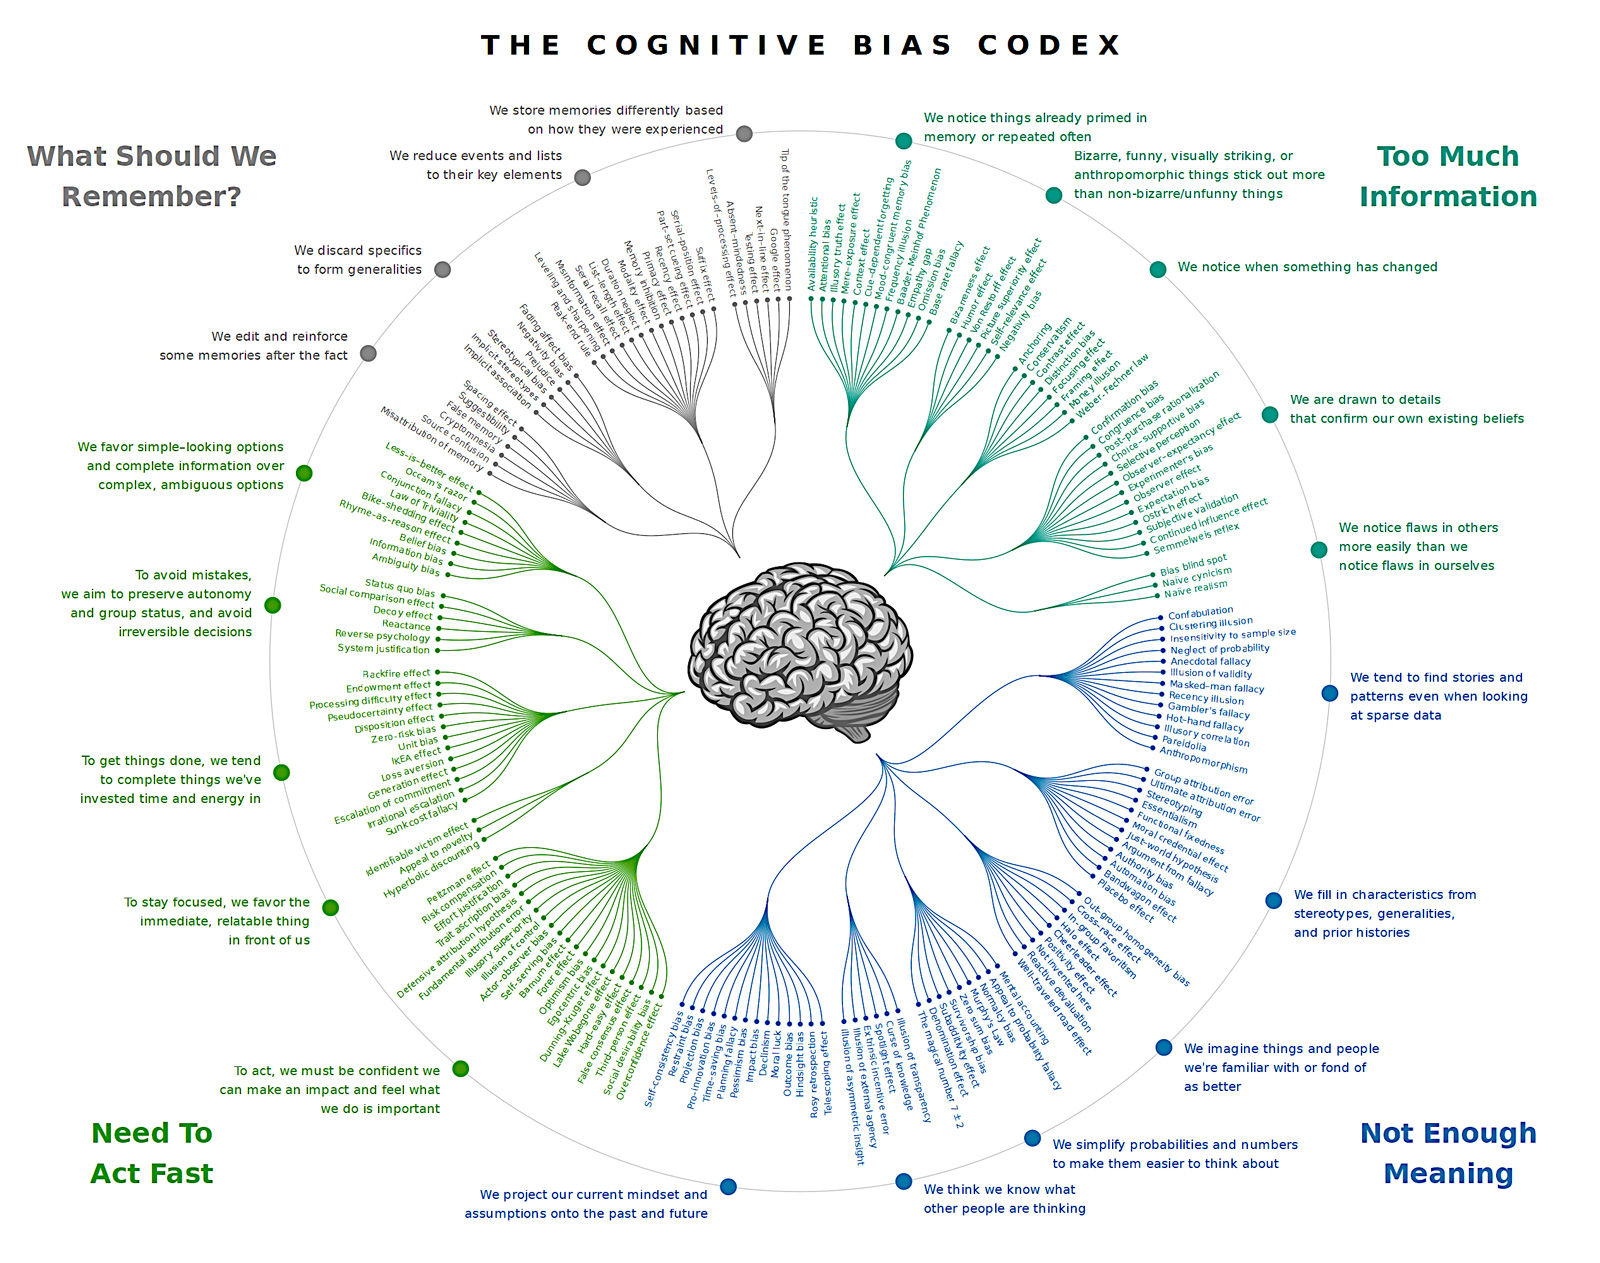 THE COGNITIVE BIAS CODEX
What Should We
Remember?
We store memories differently based
on how they were experienced
We reduce events and lists
to their key elements
We discard specifics
to form generalities
We edit and reinforce
some memories after the fact
Too Much
Information
We notice things already primed in
memory or repeated often
Bizarre, funny, visually striking, or
anthropomorphic things stick out more
than non-bizarre/unfunny things
We notice when something has changed
We are drawn to details
that confirm our own existing beliefs
We notice flaws in others
more easily than we
notice flaws in ourselves
We tend to find stories and
patterns even when looking
at sparse data
We fill in characteristics from
stereotypes, generalities,
and prior histories
We imagine things and people
we're familiar with or fond of
as better
We simplify probabilities and numbers
to make them easier to think about
We think we know what
other people are thinking
We project our current mindset and
assumptions onto the past and future
Not Enough
Meaning
We favor simple-looking options
and complete information over
complex, ambiguous options
To avoid mistakes,
we aim to preserve autonomy
and group status, and avoid
irreversible decisions
To get things done, we tend
to complete things we've
invested time and energy in
To stay focused, we favor the
immediate, relatable thing
in front of us
To act, we must be confident we
can make an impact and feel what
we do is important
Need To
Act Fast
Availability heuristic
Attentional bias
Illusory truth effect
Mere-exposure effect
Context effect
Cue-dependent forgetting
Mood-congruent memory bias
Frequency illusion
Baader-Meinhof Phenomenon
Empathy gap
Omission bias
Base rate fallacy
Bizarreness effect
Humor effect
Von Restorff effect
Picture superiority effect
Self-relevance effect
Negativity bias
Anchoring
Conservatism
Contrast effect
Distinction bias
Focusing effect
Framing effect
Money illusion
Weber-Fechner law
Confirmation bias
Congruence bias
Post-purchase rationalization
Choice-supportive bias
Selective perception
Observer-expectancy effect
Experimenter's bias
Observer effect
Expectation bias
Ostrich effect
Subjective validation
Continued influence effect
Semmelweis reflex
Bias blind spot
Naïve cynicism
Naïve realism
Confabulation
Clustering illusion
Insensitivity to sample size
Neglect of probability
Anecdotal fallacy
Illusion of validity
Masked-man fallacy
Recency illusion
Gambler's fallacy
Hot-hand fallacy
Illusory correlation
Pareidolia
Anthropomorphism
Group attribution error
Ultimate attribution error
Stereotyping
Essentialism
Functional fixedness
Moral credential effect
Just-world hypothesis
Argument from fallacy
Authority bias
Automation bias
Bandwagon effect
Placebo effect
Out-group homogeneity bias
Cross-race effect
In-group favoritism
Halo effect
Cheerleader effect
Positivity effect
Not invented here
Reactive devaluation
Well-traveled road effect
Mental accounting
Appeal to probability fallacy
Normalcy bias
Murphy's Law
Zero sum bias
Survivorship bias
Subadditivity effect
Denomination effect
The magical number 7 ± 2
Illusion of transparency
Curse of knowledge
Spotlight effect
Extrinsic incentive error
Illusion of external agency
Illusion of asymmetric insight
Telescoping effect
Rosy retrospection
Hindsight bias
Outcome bias
Moral luck
Declinism
Impact bias
Pessimism bias
Planning fallacy
Time-saving bias
Pro-innovation bias
Projection bias
Restraint bias
Self-consistency bias
Overconfidence effect
Social desirability bias
Third-person effect
False consensus effect
Hard-easy effect
Lake Wobegone effect
Dunning-Kruger effect
Egocentric bias
Optimism bias
Forer effect
Barnum effect
Self-serving bias
Actor-observer bias
Illusion of control
Illusory superiority
Fundamental attribution error
Defensive attribution hypothesis
Trait ascription bias
Effort justification
Risk compensation
Peltzman effect
Hyperbolic discounting
Appeal to novelty
Identifiable victim effect
Sunk cost fallacy
Irrational escalation
Escalation of commitment
Generation effect
Loss aversion
IKEA effect
Unit bias
Zero-risk bias
Disposition effect
Pseudocertainty effect
Processing difficulty effect
Endowment effect
Backfire effect
System justification
Reverse psychology
Reactance
Decoy effect
Social comparison effect
Status quo bias
Ambiguity bias
Information bias
Belief bias
Rhyme-as-reason effect
Bike-shedding effect
Law of Triviality
Conjunction fallacy
Occam's razor
Less-is-better effect
Misattribution of memory
Source confusion
Cryptomnesia
False memory
Suggestibility
Spacing effect
Implicit association
Implicit stereotypes
Stereotypical bias
Prejudice
Negativity bias
Fading affect bias
Peak-end rule
Leveling and sharpening
Misinformation effect
Serial recall effect
List-length effect
Duration neglect
Modality effect
Memory inhibition
Primacy effect
Recency effect
Part-set cueing effect
Serial-position effect
Suffix effect
Levels-of-processing effect
Absent-mindedness
Testing effect
Next-in-line effect
Google effect
Tip of the tongue phenomenon